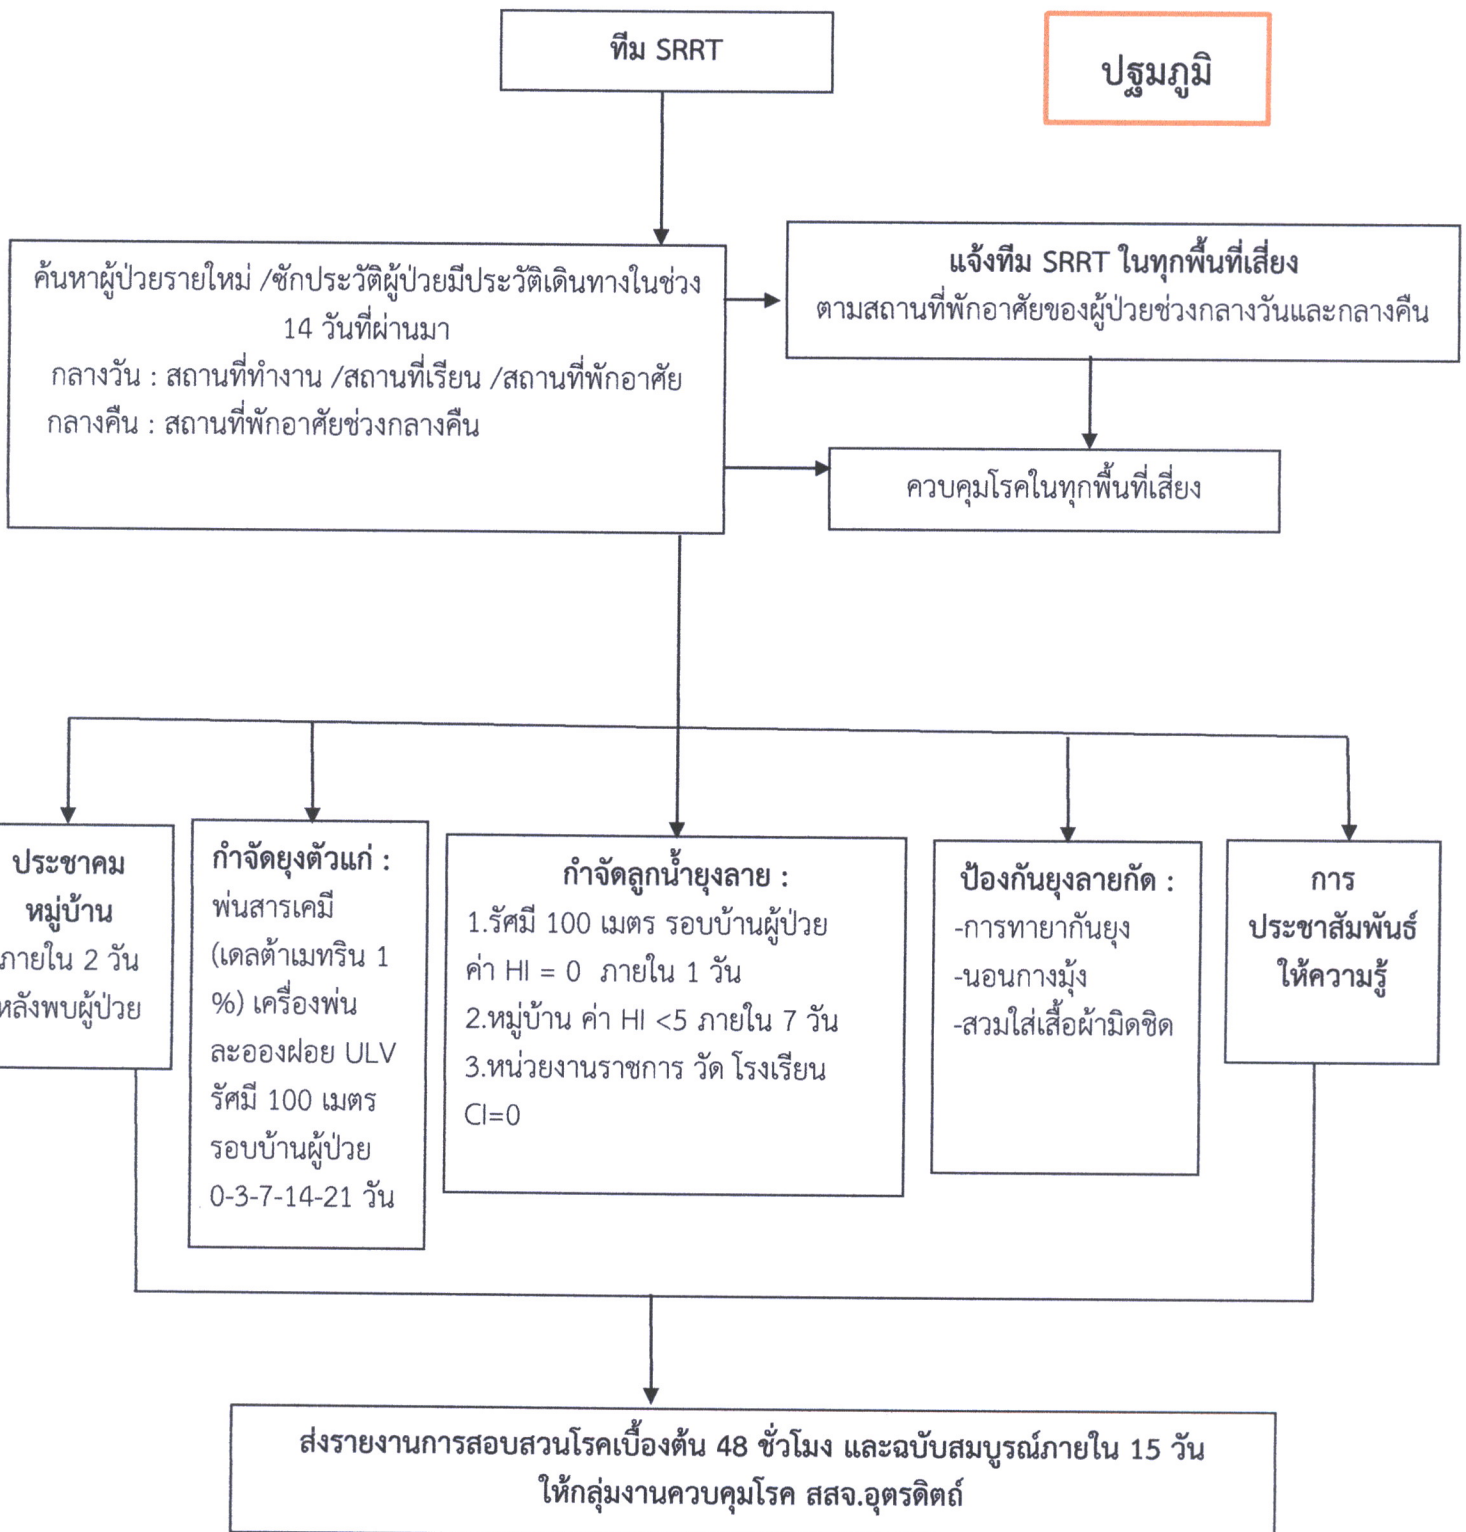 ทีม SRRT
ปฐมภูมิ
ค้นหาผู้ป่วยรายใหม่ /ซักประวัติผู้ป่วยมีประวัติเดินทางในช่วง
14 วันที่ผ่านมา
กลางวัน : สถานที่ทำงาน /สถานที่เรียน /สถานที่พักอาศัย
กลางคืน : สถานที่พักอาศัยช่วงกลางคืน
แจ้งทีม SRRT ในทุกพื้นที่เสี่ยง
ตามสถานที่พักอาศัยของผู้ป่วยช่วงกลางวันและกลางคืน
ควบคุมโรคในทุกพื้นที่เสี่ยง
ประชาคม
หมู่บ้าน
ภายใน 2 วัน
หลังพบผู้ป่วย
กำจัดยุงตัวแก่ :
พ่นสารเคมี
(เดลต้าเมทริน 1
%) เครื่องพ่น
ละอองฝอย ULV
รัศมี 100 เมตร
รอบบ้านผู้ป่วย
0-3-7-14-21 วัน
กำจัดลูกน้ำยุงลาย :
1.รัศมี 100 เมตร รอบบ้านผู้ป่วย
ค่า HI = 0 ภายใน 1 วัน
2.หมู่บ้าน ค่า HI <5 ภายใน 7 วัน
3.หน่วยงานราชการ วัด โรงเรียน
CI=0
ป้องกันยุงลายกัด :
-การทายากันยุง
-นอนกางมุ้ง
-สวมใส่เสื้อผ้ามิดชิด
การ
ประชาสัมพันธ์
ให้ความรู้
ส่งรายงานการสอบสวนโรคเบื้องต้น 48 ชั่วโมง และฉบับสมบูรณ์ภายใน 15 วัน
ให้กลุ่มงานควบคุมโรค สสจ.อุตรดิตถ์